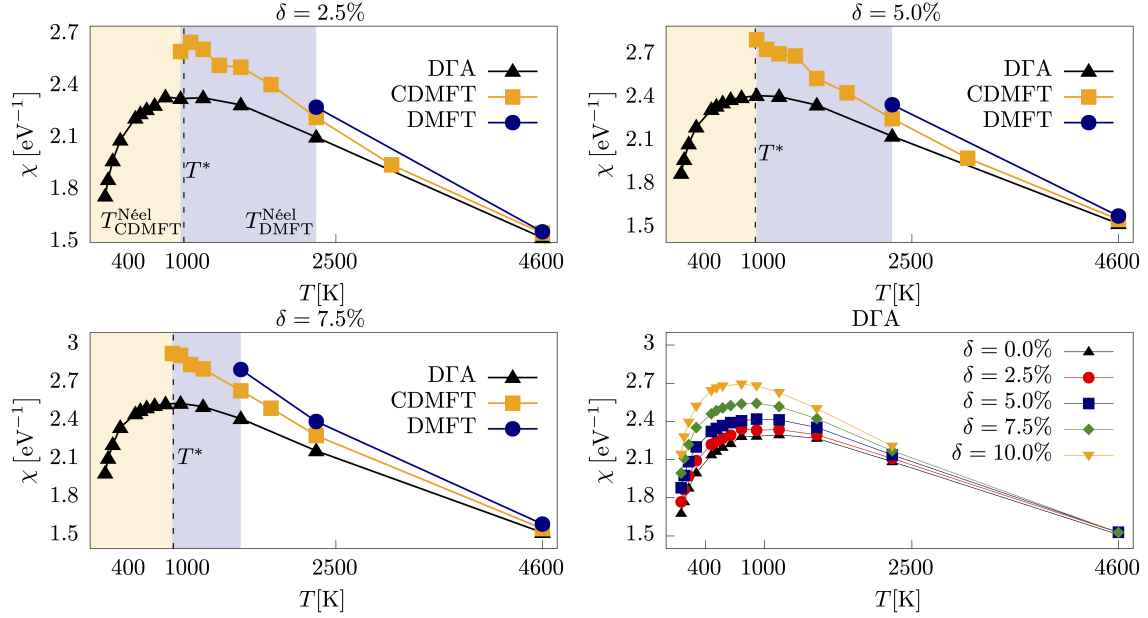 δ = 2.5%
2.7
2.4
2.1
1.8
1.5
χ [eV⁻¹]
DΓA
CDMFT
DMFT
T*
T^Néel_CDMFT
T^Néel_DMFT
400 1000 2500 4600
T[K]
δ = 5.0%
2.7
2.4
2.1
1.8
1.5
χ [eV⁻¹]
DΓA
CDMFT
DMFT
T*
400 1000 2500 4600
T[K]
δ = 7.5%
3
2.7
2.4
2.1
1.8
1.5
χ [eV⁻¹]
DΓA
CDMFT
DMFT
T*
400 1000 2500 4600
T[K]
DΓA
3
2.7
2.4
2.1
1.8
1.5
χ [eV⁻¹]
δ = 0.0%
δ = 2.5%
δ = 5.0%
δ = 7.5%
δ = 10.0%
400 1000 2500 4600
T[K]